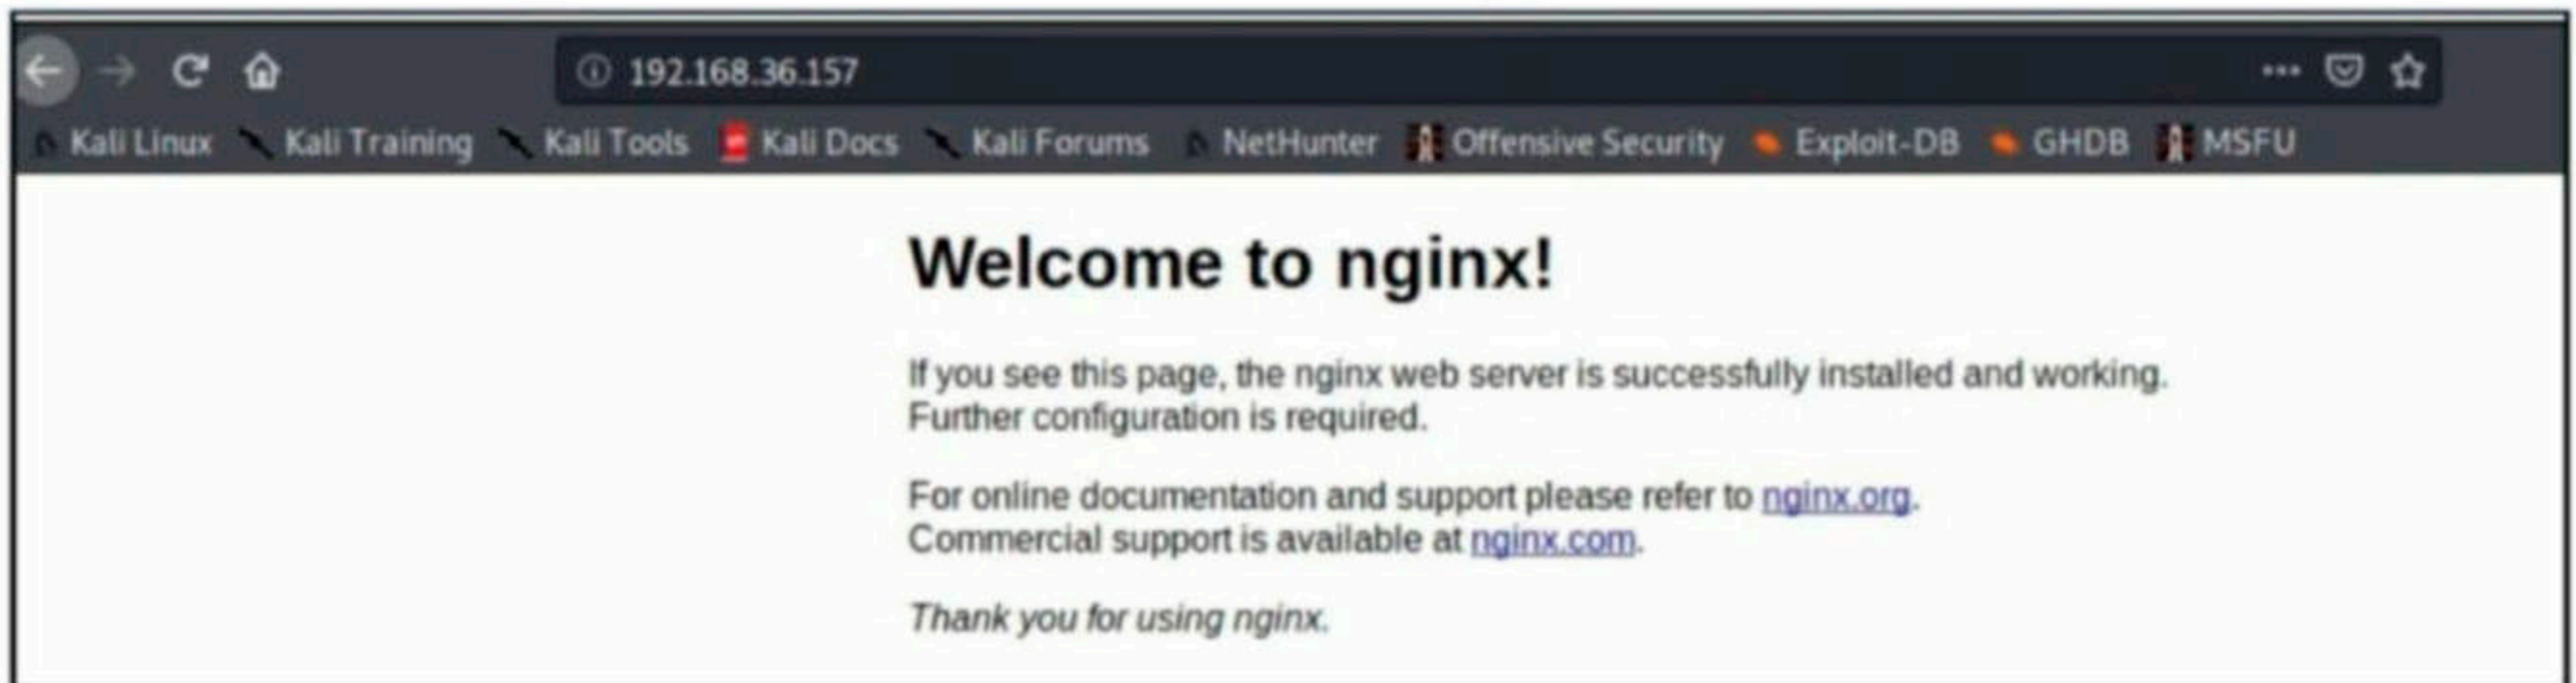 192.168.36.157
Kali Linux Kali Training Kali Tools Kali Docs Kali Forums NetHunter Offensive Security Exploit-DB GHDB MSFU
Welcome to nginx!
If you see this page, the nginx web server is successfully installed and working.
Further configuration is required.
For online documentation and support please refer to nginx.org.
Commercial support is available at nginx.com.
Thank you for using nginx.